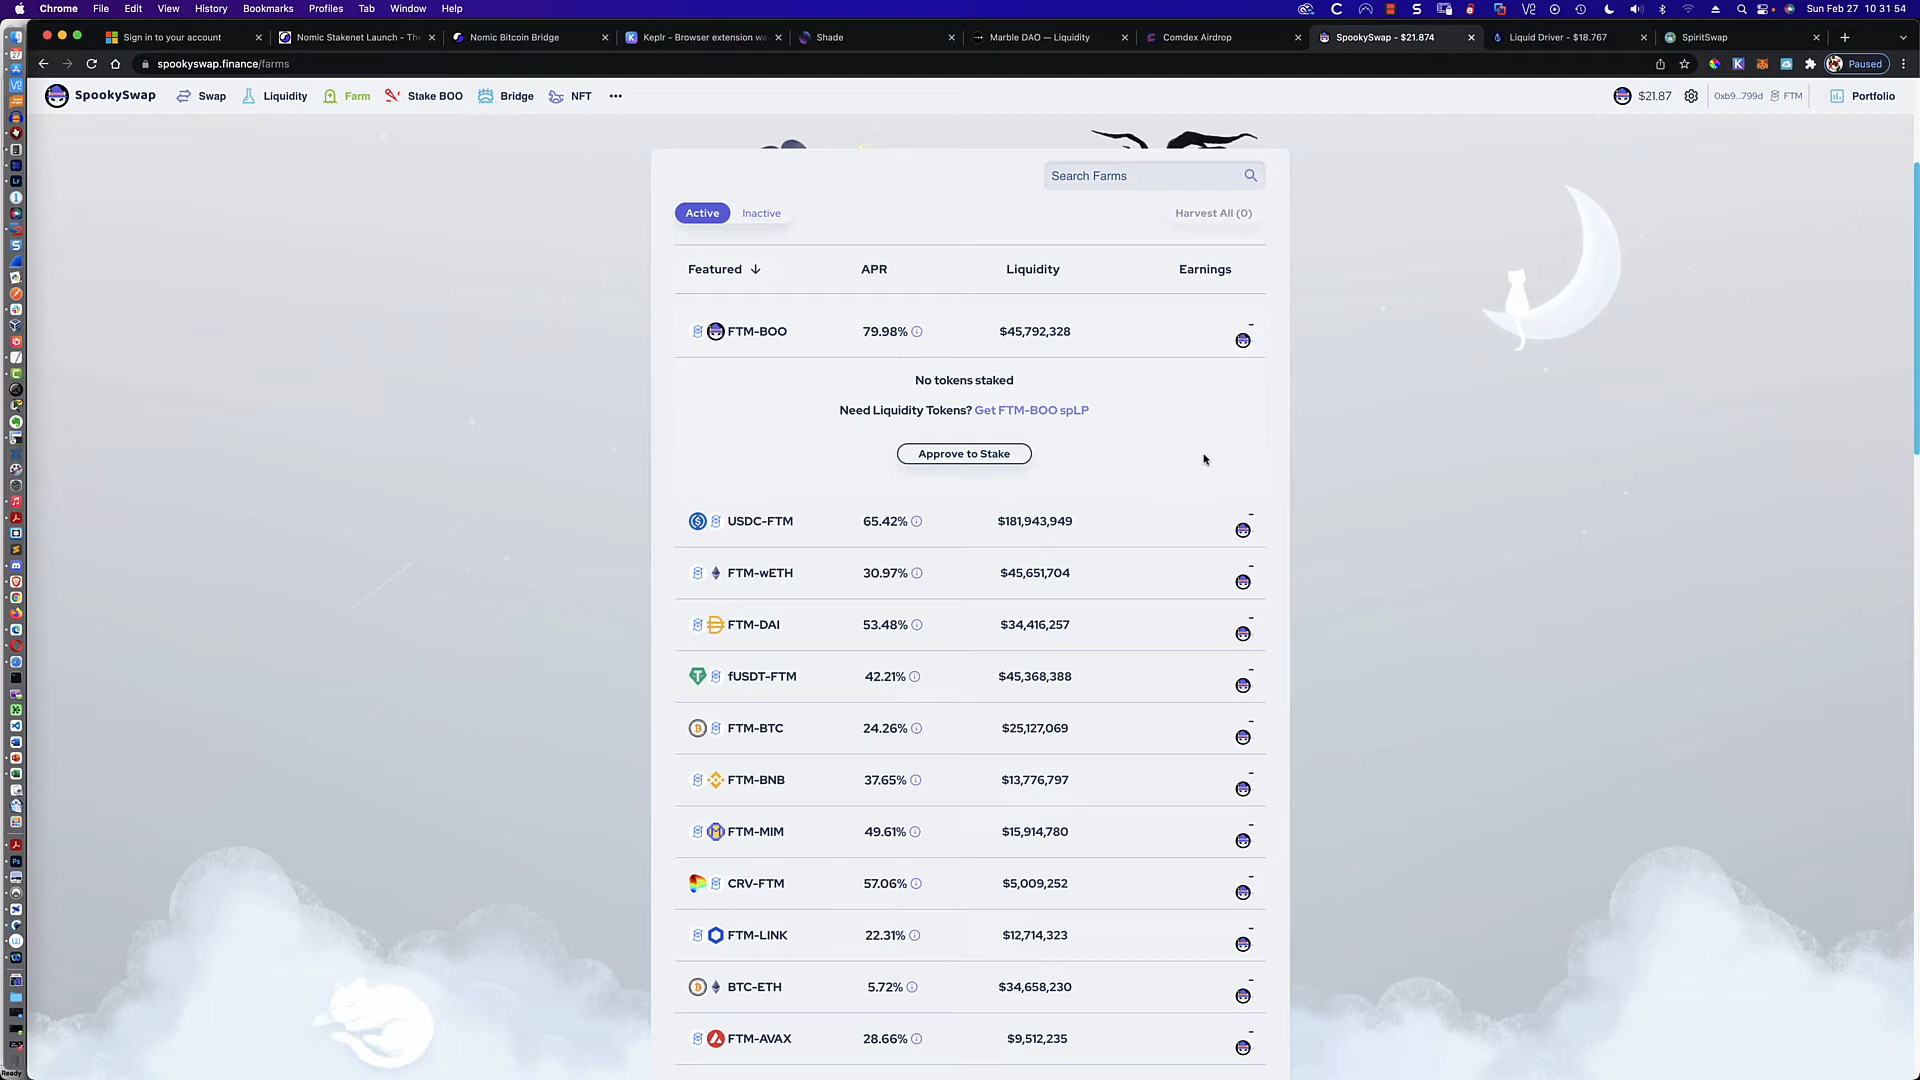 Chrome File Edit View History Bookmarks Profiles Tab Window Help Sun Feb 27 10:31:54
Sign in to your account Nomic Stakenet Launch - The Nomic Bitcoin Bridge Keplr - Browser extension wa Shade Marble DAO — Liquidity Comdex Airdrop SpookySwap - $21.874 Liquid Driver - $18.767 SpiritSwap
spookyswap.finance/farms Paused
SpookySwap Swap Liquidity Farm Stake BOO Bridge NFT $21.87 0xb9...799d FTM Portfolio
Search Farms
Active Inactive Harvest All (0)
Featured APR Liquidity Earnings
FTM-BOO 79.98% $45,792,328 -
No tokens staked
Need Liquidity Tokens? Get FTM-BOO spLP
Approve to Stake
USDC-FTM 65.42% $181,943,949 -
FTM-wETH 30.97% $45,651,704 -
FTM-DAI 53.48% $34,416,257 -
fUSDT-FTM 42.21% $45,368,388 -
FTM-BTC 24.26% $25,127,069 -
FTM-BNB 37.65% $13,776,797 -
FTM-MIM 49.61% $15,914,780 -
CRV-FTM 57.06% $5,009,252 -
FTM-LINK 22.31% $12,714,323 -
BTC-ETH 5.72% $34,658,230 -
FTM-AVAX 28.66% $9,512,235 -
Ready